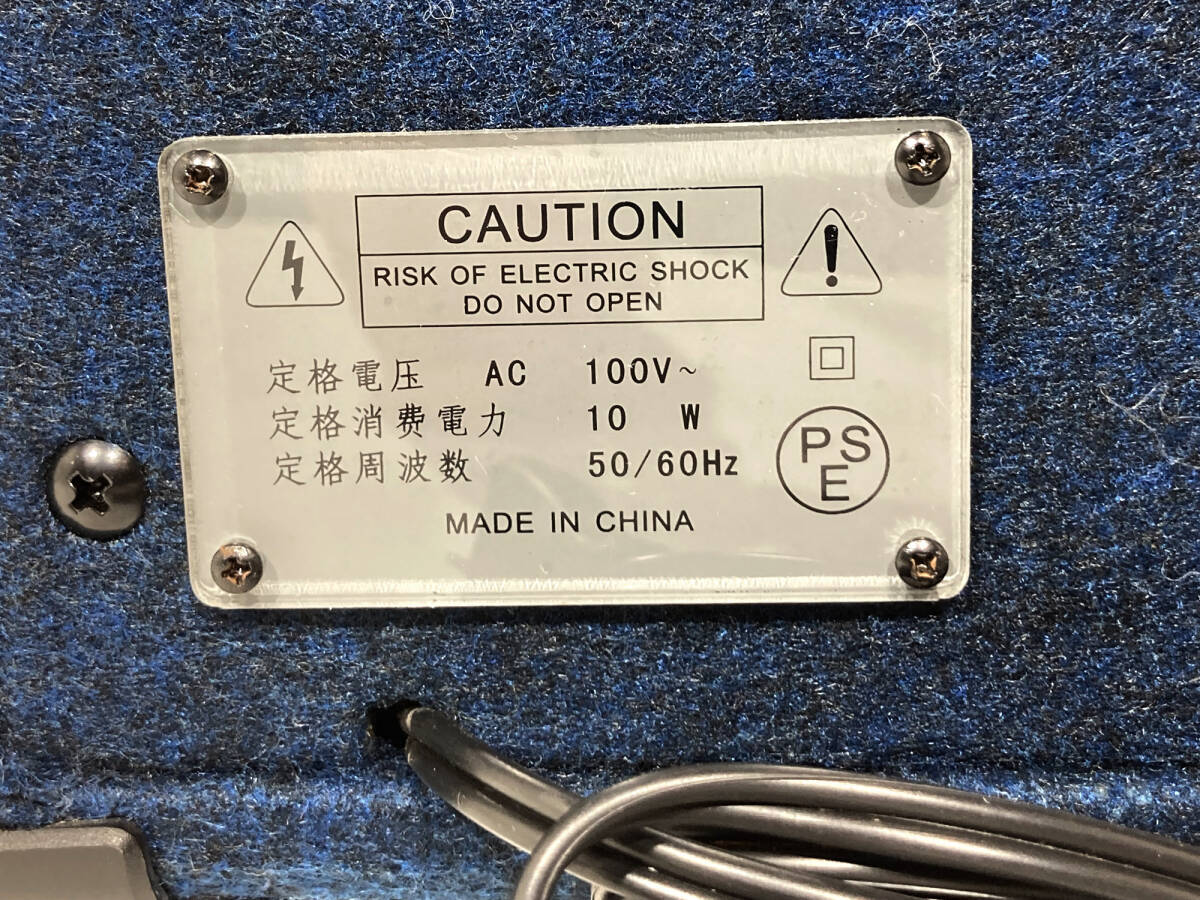 CAUTION
RISK OF ELECTRIC SHOCK
DO NOT OPEN
定格電圧 AC 100V~
定格消費電力 10 W
定格周波数 50/60Hz
PSE
MADE IN CHINA